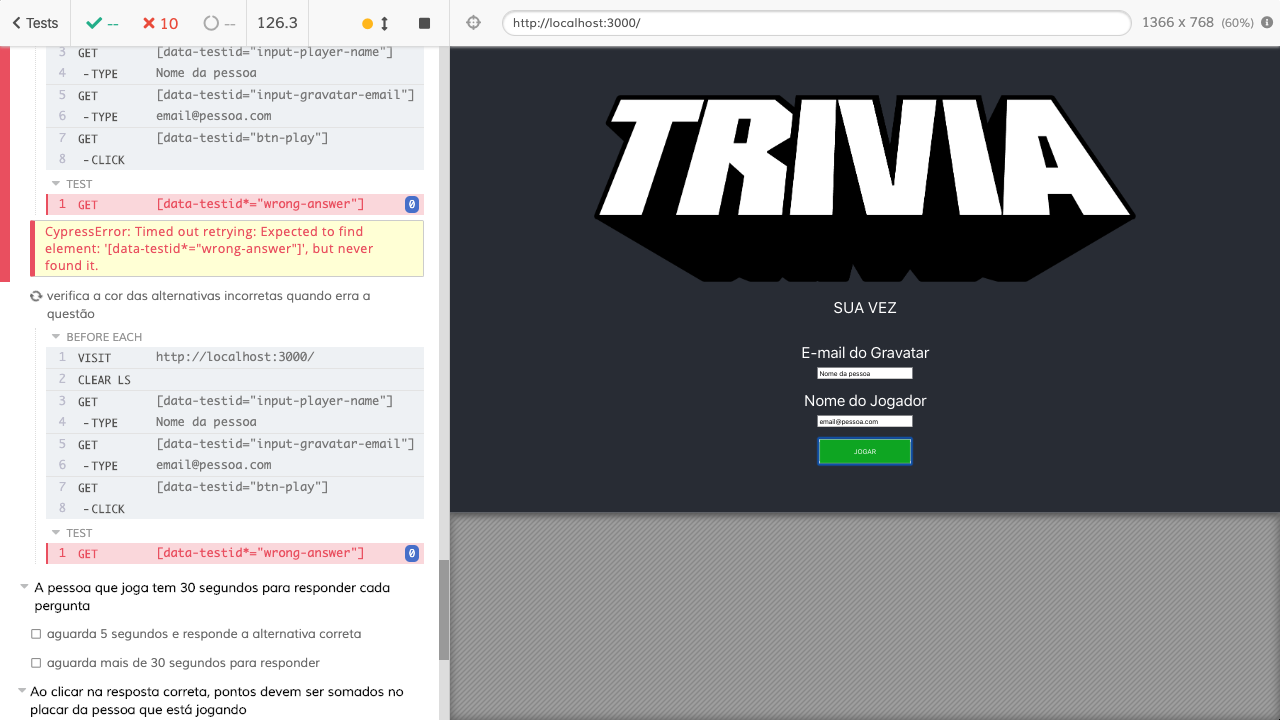 Tests
--
10
--
126.3
http://localhost:3000/
1366 x 768 (60%)
3 GET [data-testid="input-player-name"]
4 -TYPE Nome da pessoa
5 GET [data-testid="input-gravatar-email"]
6 -TYPE email@pessoa.com
7 GET [data-testid="btn-play"]
8 -CLICK
TEST
1 GET [data-testid*="wrong-answer"] 0
CypressError: Timed out retrying: Expected to find
element: '[data-testid*="wrong-answer"]', but never
found it.
verifica a cor das alternativas incorretas quando erra a
questão
BEFORE EACH
1 VISIT http://localhost:3000/
2 CLEAR LS
3 GET [data-testid="input-player-name"]
4 -TYPE Nome da pessoa
5 GET [data-testid="input-gravatar-email"]
6 -TYPE email@pessoa.com
7 GET [data-testid="btn-play"]
8 -CLICK
TEST
1 GET [data-testid*="wrong-answer"] 0
A pessoa que joga tem 30 segundos para responder cada
pergunta
aguarda 5 segundos e responde a alternativa correta
aguarda mais de 30 segundos para responder
Ao clicar na resposta correta, pontos devem ser somados no
placar da pessoa que está jogando
TRIVIA
SUA VEZ
E-mail do Gravatar
Nome da pessoa
Nome do Jogador
email@pessoa.com
JOGAR